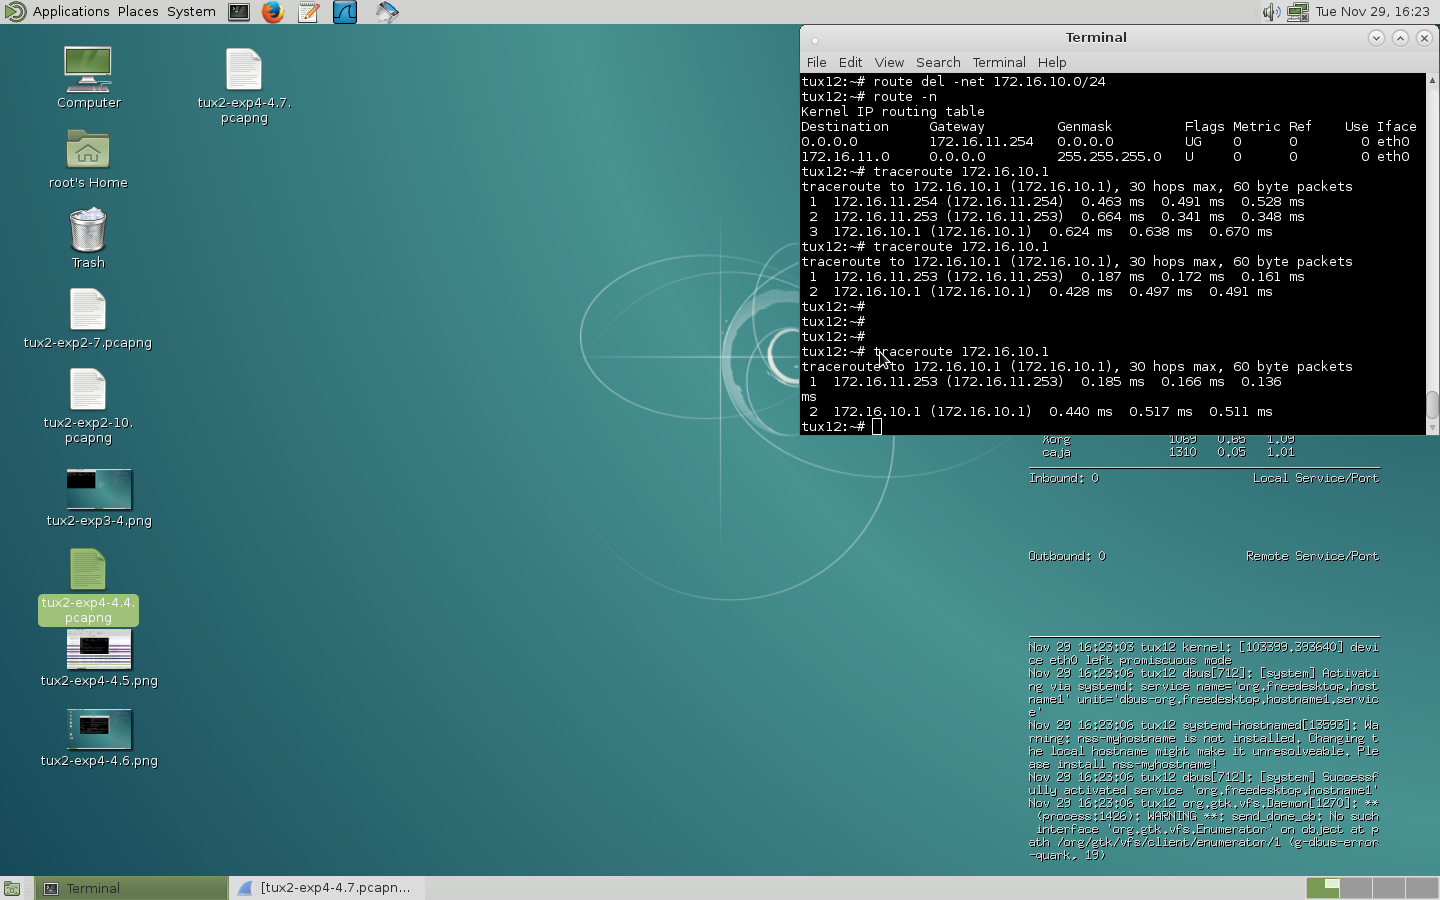 Applications Places System
Tue Nov 29, 16:23
Computer
tux2-exp4-4.7.
pcapng
root's Home
Trash
tux2-exp2-7.pcapng
tux2-exp2-10.
pcapng
tux2-exp3-4.png
tux2-exp4-4.4.
pcapng
tux2-exp4-4.5.png
tux2-exp4-4.6.png
Terminal
File Edit View Search Terminal Help
tux12:~# route del -net 172.16.10.0/24
tux12:~# route -n
Kernel IP routing table
Destination Gateway Genmask Flags Metric Ref Use Iface
0.0.0.0 172.16.11.254 0.0.0.0 UG 0 0 0 eth0
172.16.11.0 0.0.0.0 255.255.255.0 U 0 0 0 eth0
tux12:~# traceroute 172.16.10.1
traceroute to 172.16.10.1 (172.16.10.1), 30 hops max, 60 byte packets
1 172.16.11.254 (172.16.11.254) 0.463 ms 0.491 ms 0.528 ms
2 172.16.11.253 (172.16.11.253) 0.664 ms 0.341 ms 0.348 ms
3 172.16.10.1 (172.16.10.1) 0.624 ms 0.638 ms 0.670 ms
tux12:~# traceroute 172.16.10.1
traceroute to 172.16.10.1 (172.16.10.1), 30 hops max, 60 byte packets
1 172.16.11.253 (172.16.11.253) 0.187 ms 0.172 ms 0.161 ms
2 172.16.10.1 (172.16.10.1) 0.428 ms 0.497 ms 0.491 ms
tux12:~#
tux12:~#
tux12:~#
tux12:~# traceroute 172.16.10.1
traceroute to 172.16.10.1 (172.16.10.1), 30 hops max, 60 byte packets
1 172.16.11.253 (172.16.11.253) 0.185 ms 0.166 ms 0.136
ms
2 172.16.10.1 (172.16.10.1) 0.440 ms 0.517 ms 0.511 ms
tux12:~#
Xorg 1069 0.65 1.09
caja 1310 0.05 1.01
Inbound: 0 Local Service/Port
Outbound: 0 Remote Service/Port
Nov 29 16:23:03 tux12 kernel: [103399.393640] devi
ce eth0 left promiscuous mode
Nov 29 16:23:06 tux12 dbus[712]: [system] Activati
ng via systemd: service name='org.freedesktop.host
name1' unit='dbus-org.freedesktop.hostname1.servic
e'
Nov 29 16:23:06 tux12 systemd-hostnamed[13593]: Wa
rning: nss-myhostname is not installed. Changing t
he local hostname might make it unresolveable. Ple
ase install nss-myhostname!
Nov 29 16:23:06 tux12 dbus[712]: [system] Successf
ully activated service 'org.freedesktop.hostname1'
Nov 29 16:23:06 tux12 org.gtk.vfs.Daemon[1270]: **
(process:1426): WARNING **: send_done_cb: No such
interface 'org.gtk.vfs.Enumerator' on object at p
ath /org/gtk/vfs/client/enumerator/1 (g-dbus-error
-quark, 19)
Terminal
[tux2-exp4-4.7.pcapn...